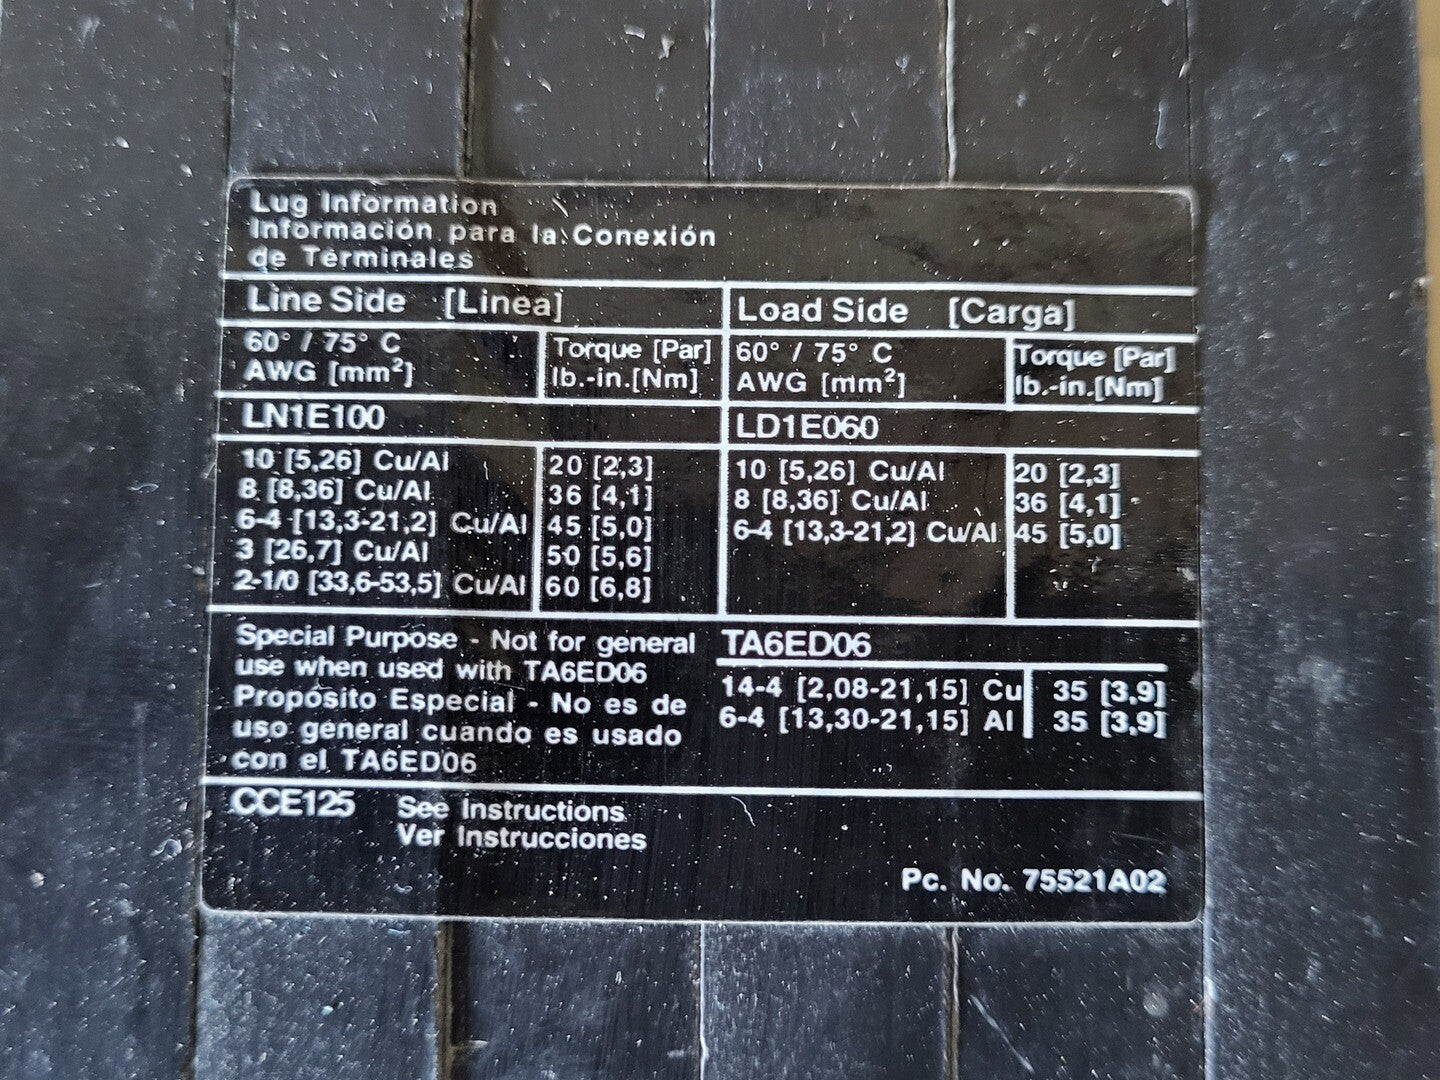 Lug Information
Información para la Conexión
de Terminales
Line Side [Linea]
60° / 75° C
AWG [mm²]
Torque [Par]
lb.-in.[Nm]
LN1E100
10 [5,26] Cu/Al 20 [2,3]
8 [8,36] Cu/Al 36 [4,1]
6-4 [13,3-21,2] Cu/Al 45 [5,0]
3 [26,7] Cu/Al 50 [5,6]
2-1/0 [33,6-53,5] Cu/Al 60 [6,8]
Load Side [Carga]
60° / 75° C
AWG [mm²]
Torque [Par]
lb.-in.[Nm]
LD1E060
10 [5,26] Cu/Al 20 [2,3]
8 [8,36] Cu/Al 36 [4,1]
6-4 [13,3-21,2] Cu/Al 45 [5,0]
Special Purpose - Not for general
use when used with TA6ED06
Propósito Especial - No es de
uso general cuando es usado
con el TA6ED06
TA6ED06
14-4 [2,08-21,15] Cu 35 [3,9]
6-4 [13,30-21,15] Al 35 [3,9]
CCE125 See Instructions
Ver Instrucciones
Pc. No. 75521A02